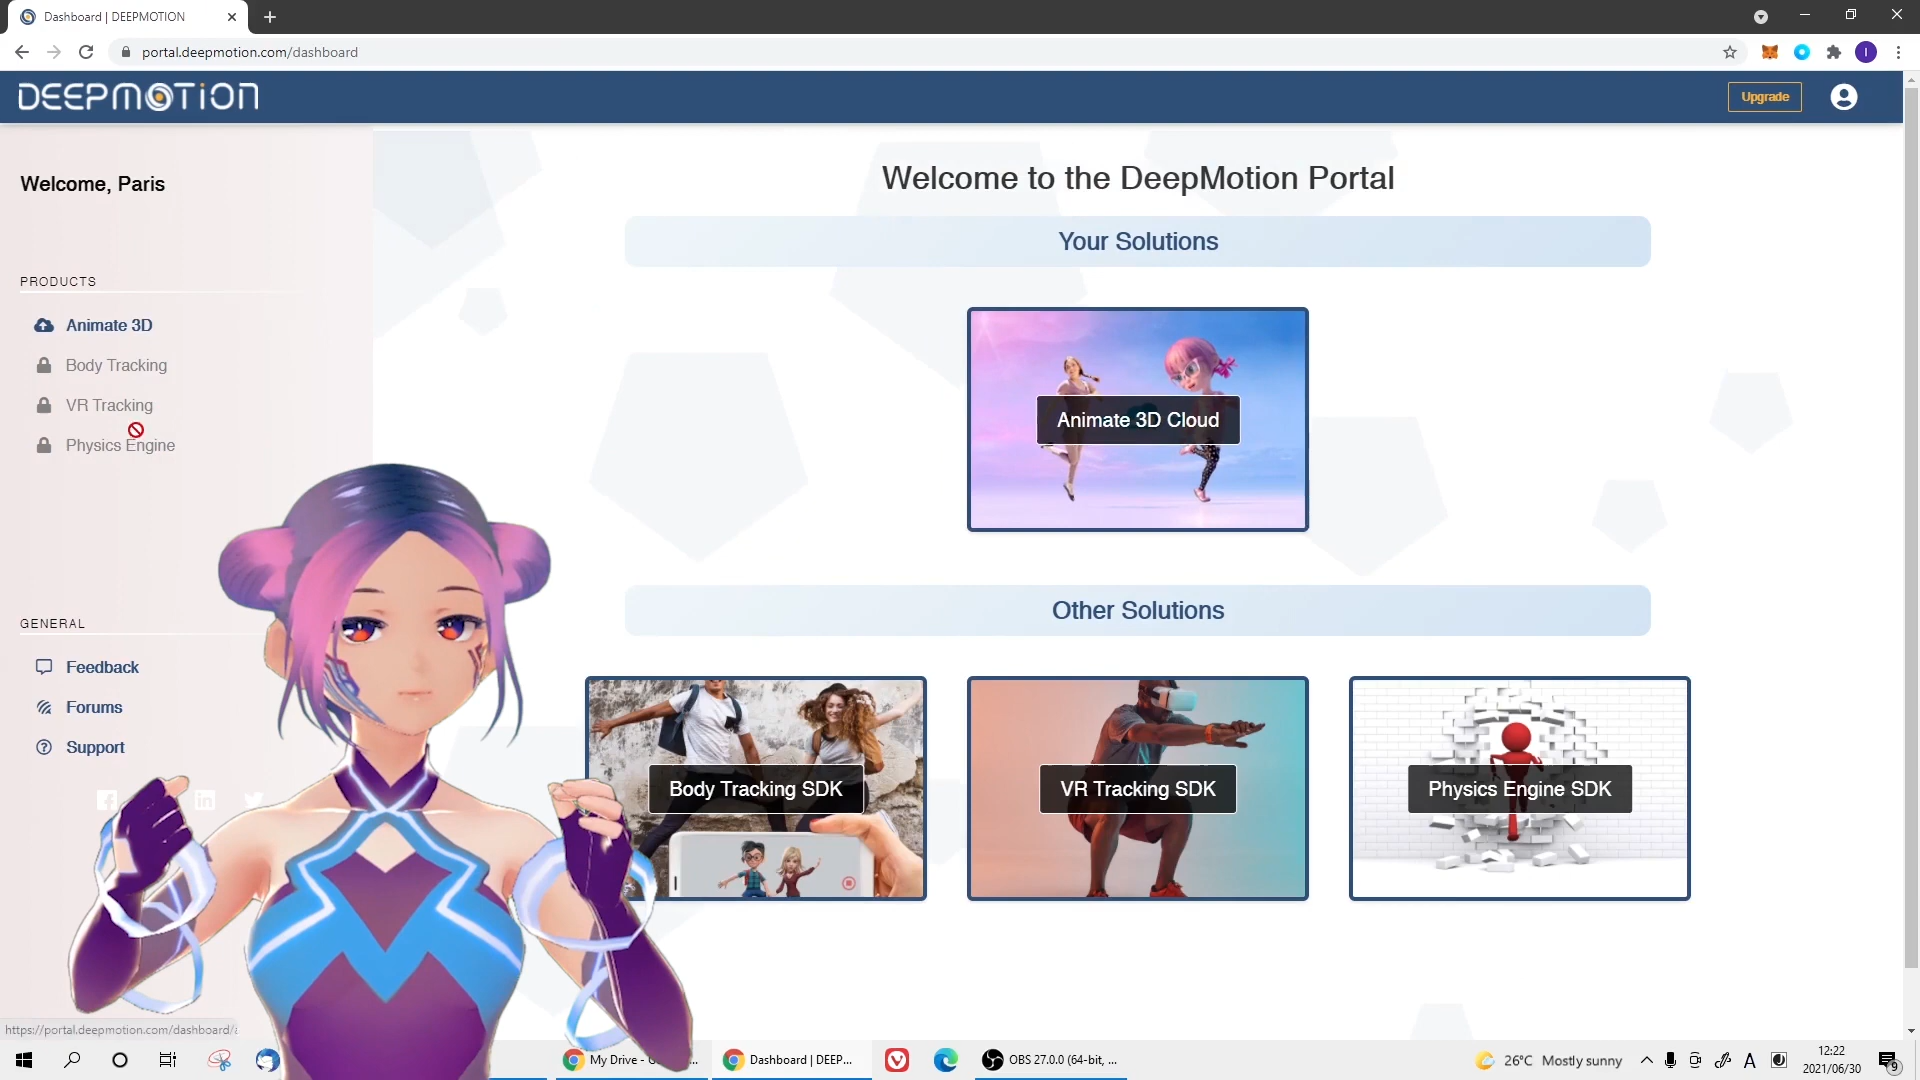 Dashboard | DEEPMOTION
portal.deepmotion.com/dashboard
I
DEEPMOTION
Upgrade
Welcome, Paris
PRODUCTS
Animate 3D
Body Tracking
VR Tracking
Physics Engine
GENERAL
Feedback
Forums
Support
Welcome to the DeepMotion Portal
Your Solutions
Animate 3D Cloud
Other Solutions
Body Tracking SDK
VR Tracking SDK
Physics Engine SDK
https://portal.deepmotion.com/dashboard/
My Drive -
Dashboard | DEEP...
OBS 27.0.0 (64-bit, ...
26°C Mostly sunny
A
12:22
2021/06/30
9